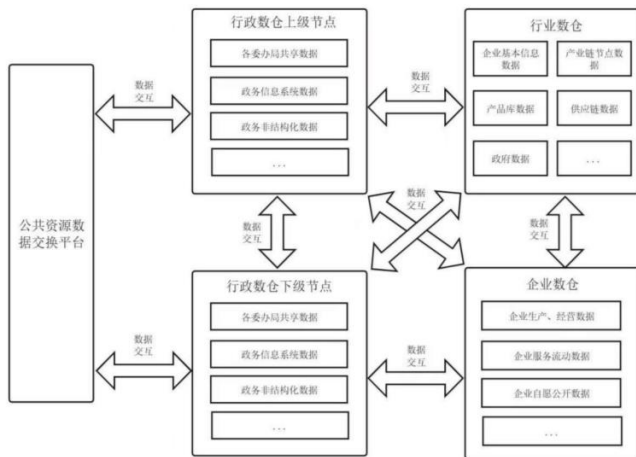 公共资源数
据交换平台
数据
交互
行政数仓上级节点
各委办局共享数据
政务信息系统数据
政务非结构化数据
...
数据
交互
行业数仓
企业基本信息
数据
产业链节点数
据
产品库数据
供应链数据
政府数据
...
数据
交互
数据
交互
数据
交互
数据
交互
行政数仓下级节点
各委办局共享数据
政务信息系统数据
政务非结构化数据
...
数据
交互
企业数仓
企业生产、经营数据
企业服务流动数据
企业自愿公开数据
...